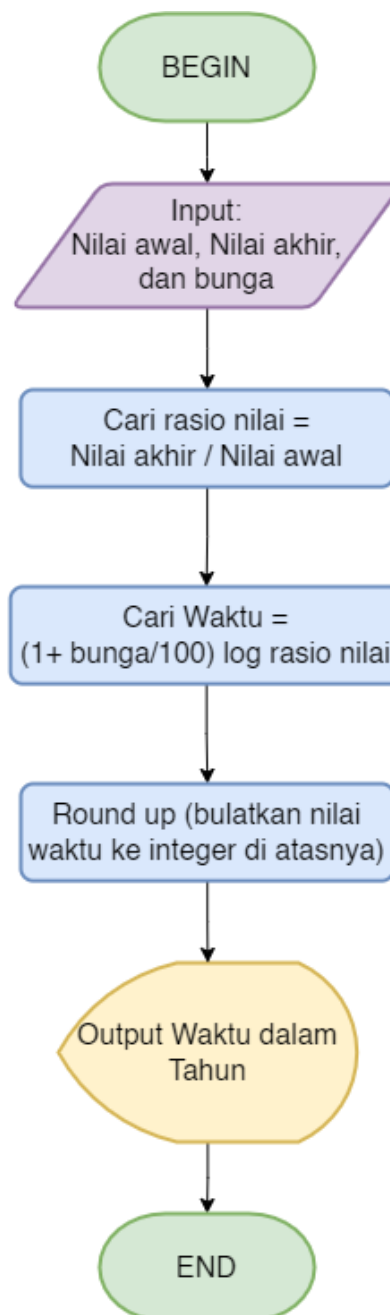 BEGIN
Input:
Nilai awal, Nilai akhir,
dan bunga
Cari rasio nilai =
Nilai akhir / Nilai awal
Cari Waktu =
(1+ bunga/100) log rasio nilai
Round up (bulatkan nilai
waktu ke integer di atasnya)
Output Waktu dalam
Tahun
END